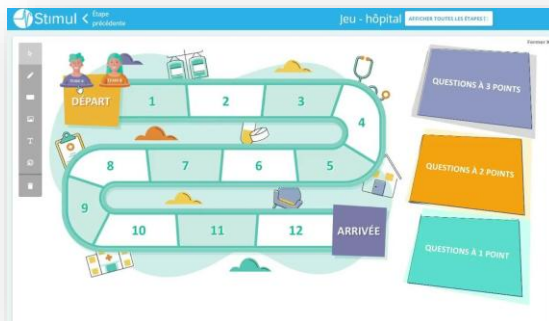 Stimul
Étape
précédente
Jeu - hôpital
AFFICHER TOUTES LES ÉTAPES
DÉPART
1
2
3
4
5
6
7
8
9
10
11
12
ARRIVÉE
QUESTIONS À 3 POINTS
QUESTIONS À 2 POINTS
QUESTIONS À 1 POINT